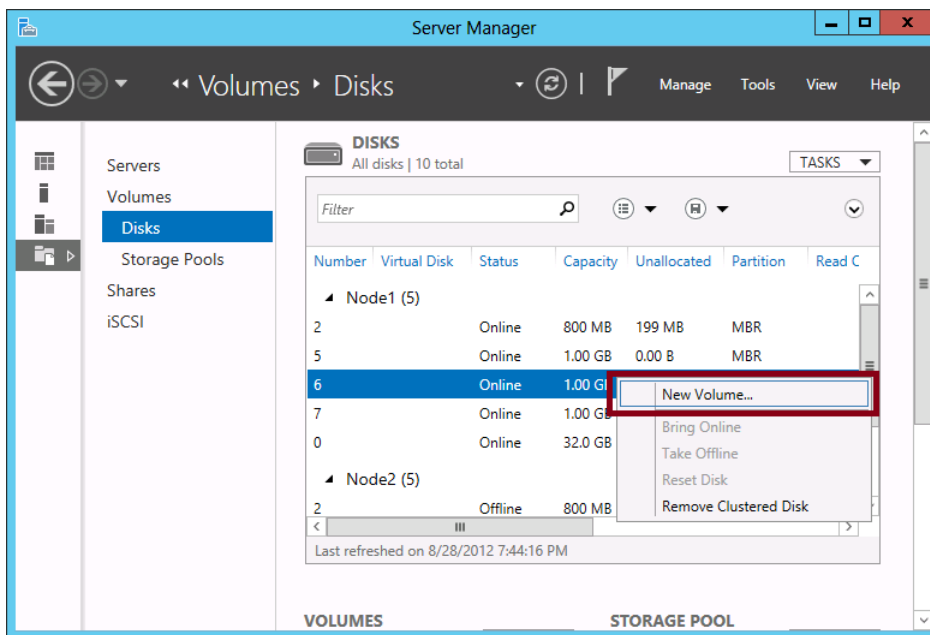 Server Manager
Volumes Disks
Manage Tools View Help
Servers
Volumes
Disks
Storage Pools
Shares
iSCSI
DISKS
All disks | 10 total
TASKS
Filter
Number Virtual Disk Status Capacity Unallocated Partition Read C
Node1 (5)
2 Online 800 MB 199 MB MBR
5 Online 1.00 GB 0.00 B MBR
6 Online 1.00 G
7 Online 1.00 GB
0 Online 32.0 GB
New Volume...
Bring Online
Take Offline
Reset Disk
Remove Clustered Disk
Node2 (5)
2 Offline 800 MB
Last refreshed on 8/28/2012 7:44:16 PM
VOLUMES
STORAGE POOL